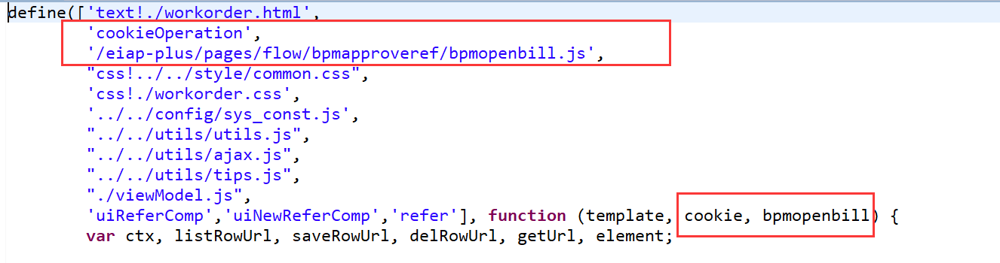 define(['text!./workorder.html',
'cookieOperation',
'/eiap-plus/pages/flow/bpmapproveref/bpmopenbill.js',
"css!../../style/common.css",
'css!./workorder.css',
'../../config/sys_const.js',
"../../utils/utils.js",
"../../utils/ajax.js",
"../../utils/tips.js",
"./viewModel.js",
'uiReferComp','uiNewReferComp','refer'], function (template, cookie, bpmopenbill) {
var ctx, listRowUrl, saveRowUrl, delRowUrl, getUrl, element;